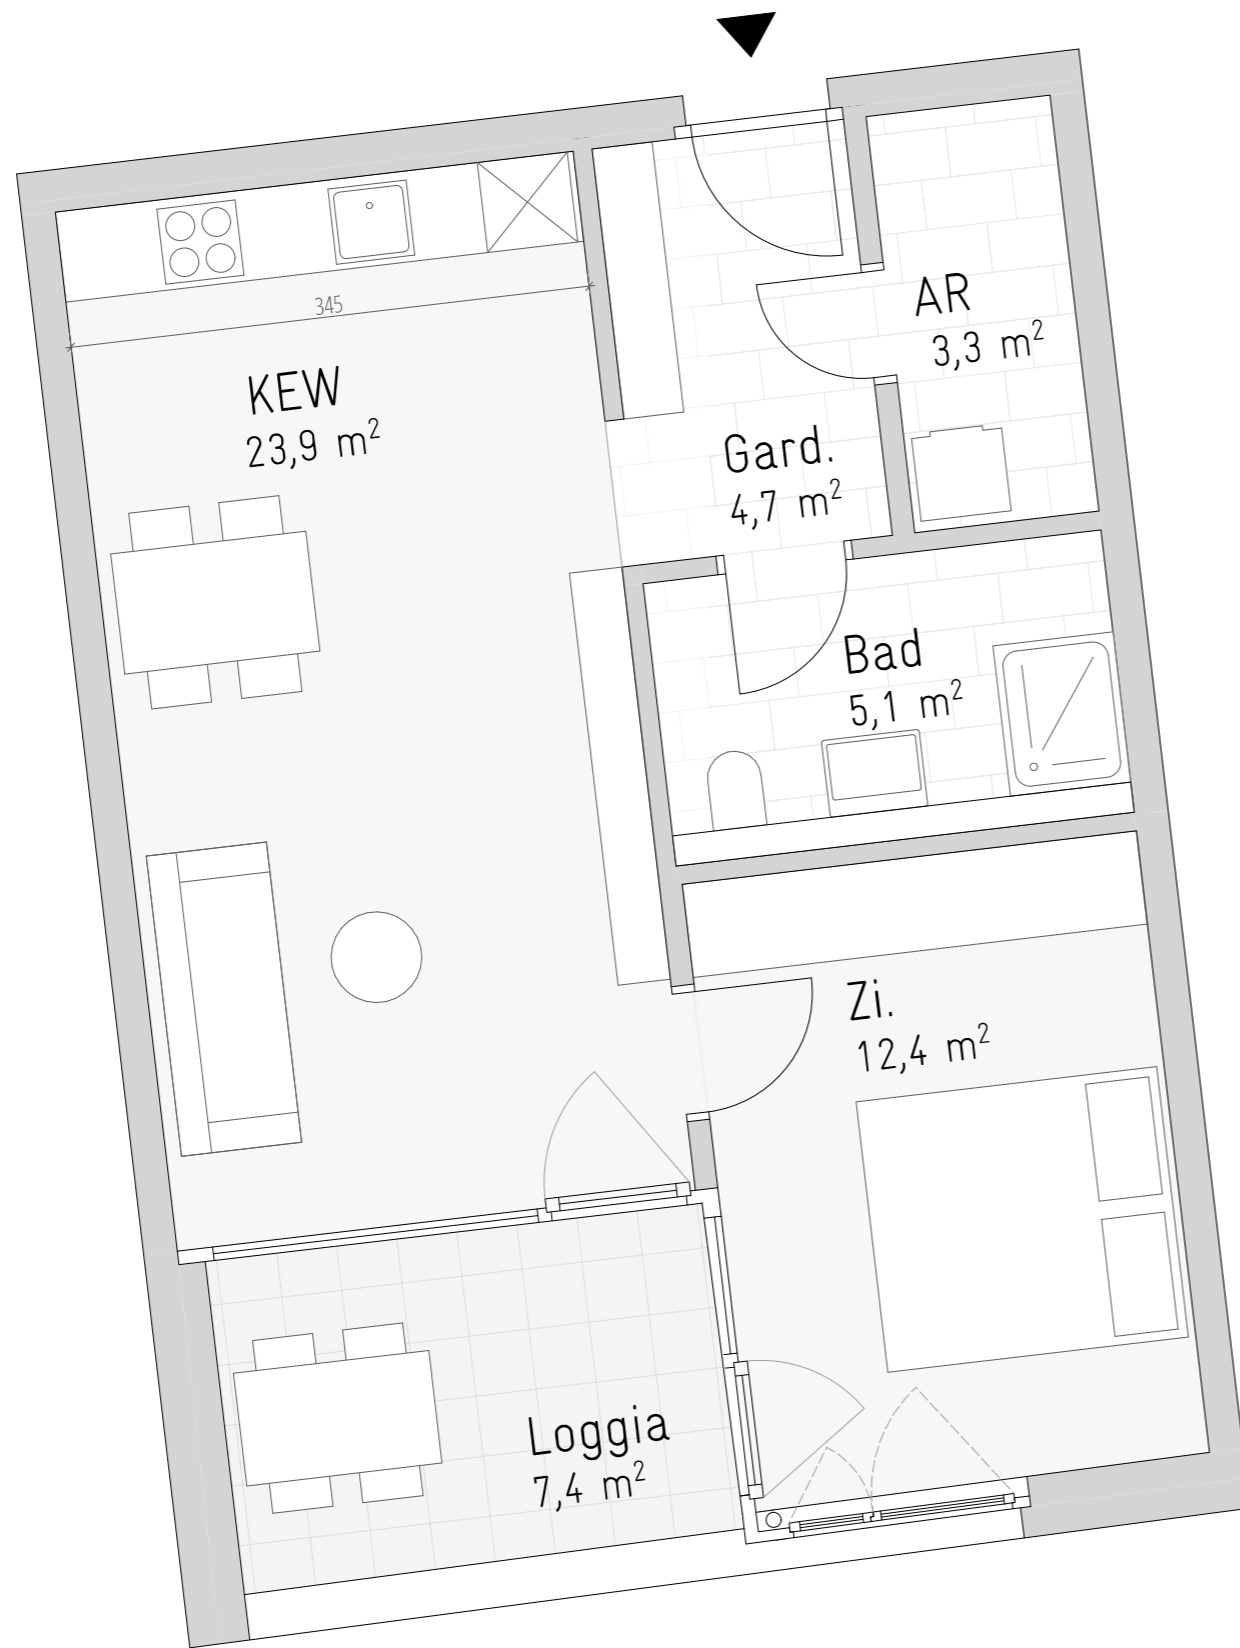 345
KEW
23,9 m²
AR
3,3 m²
Gard.
4,7 m²
Bad
5,1 m²
Zi.
12,4 m²
Loggia
7,4 m²